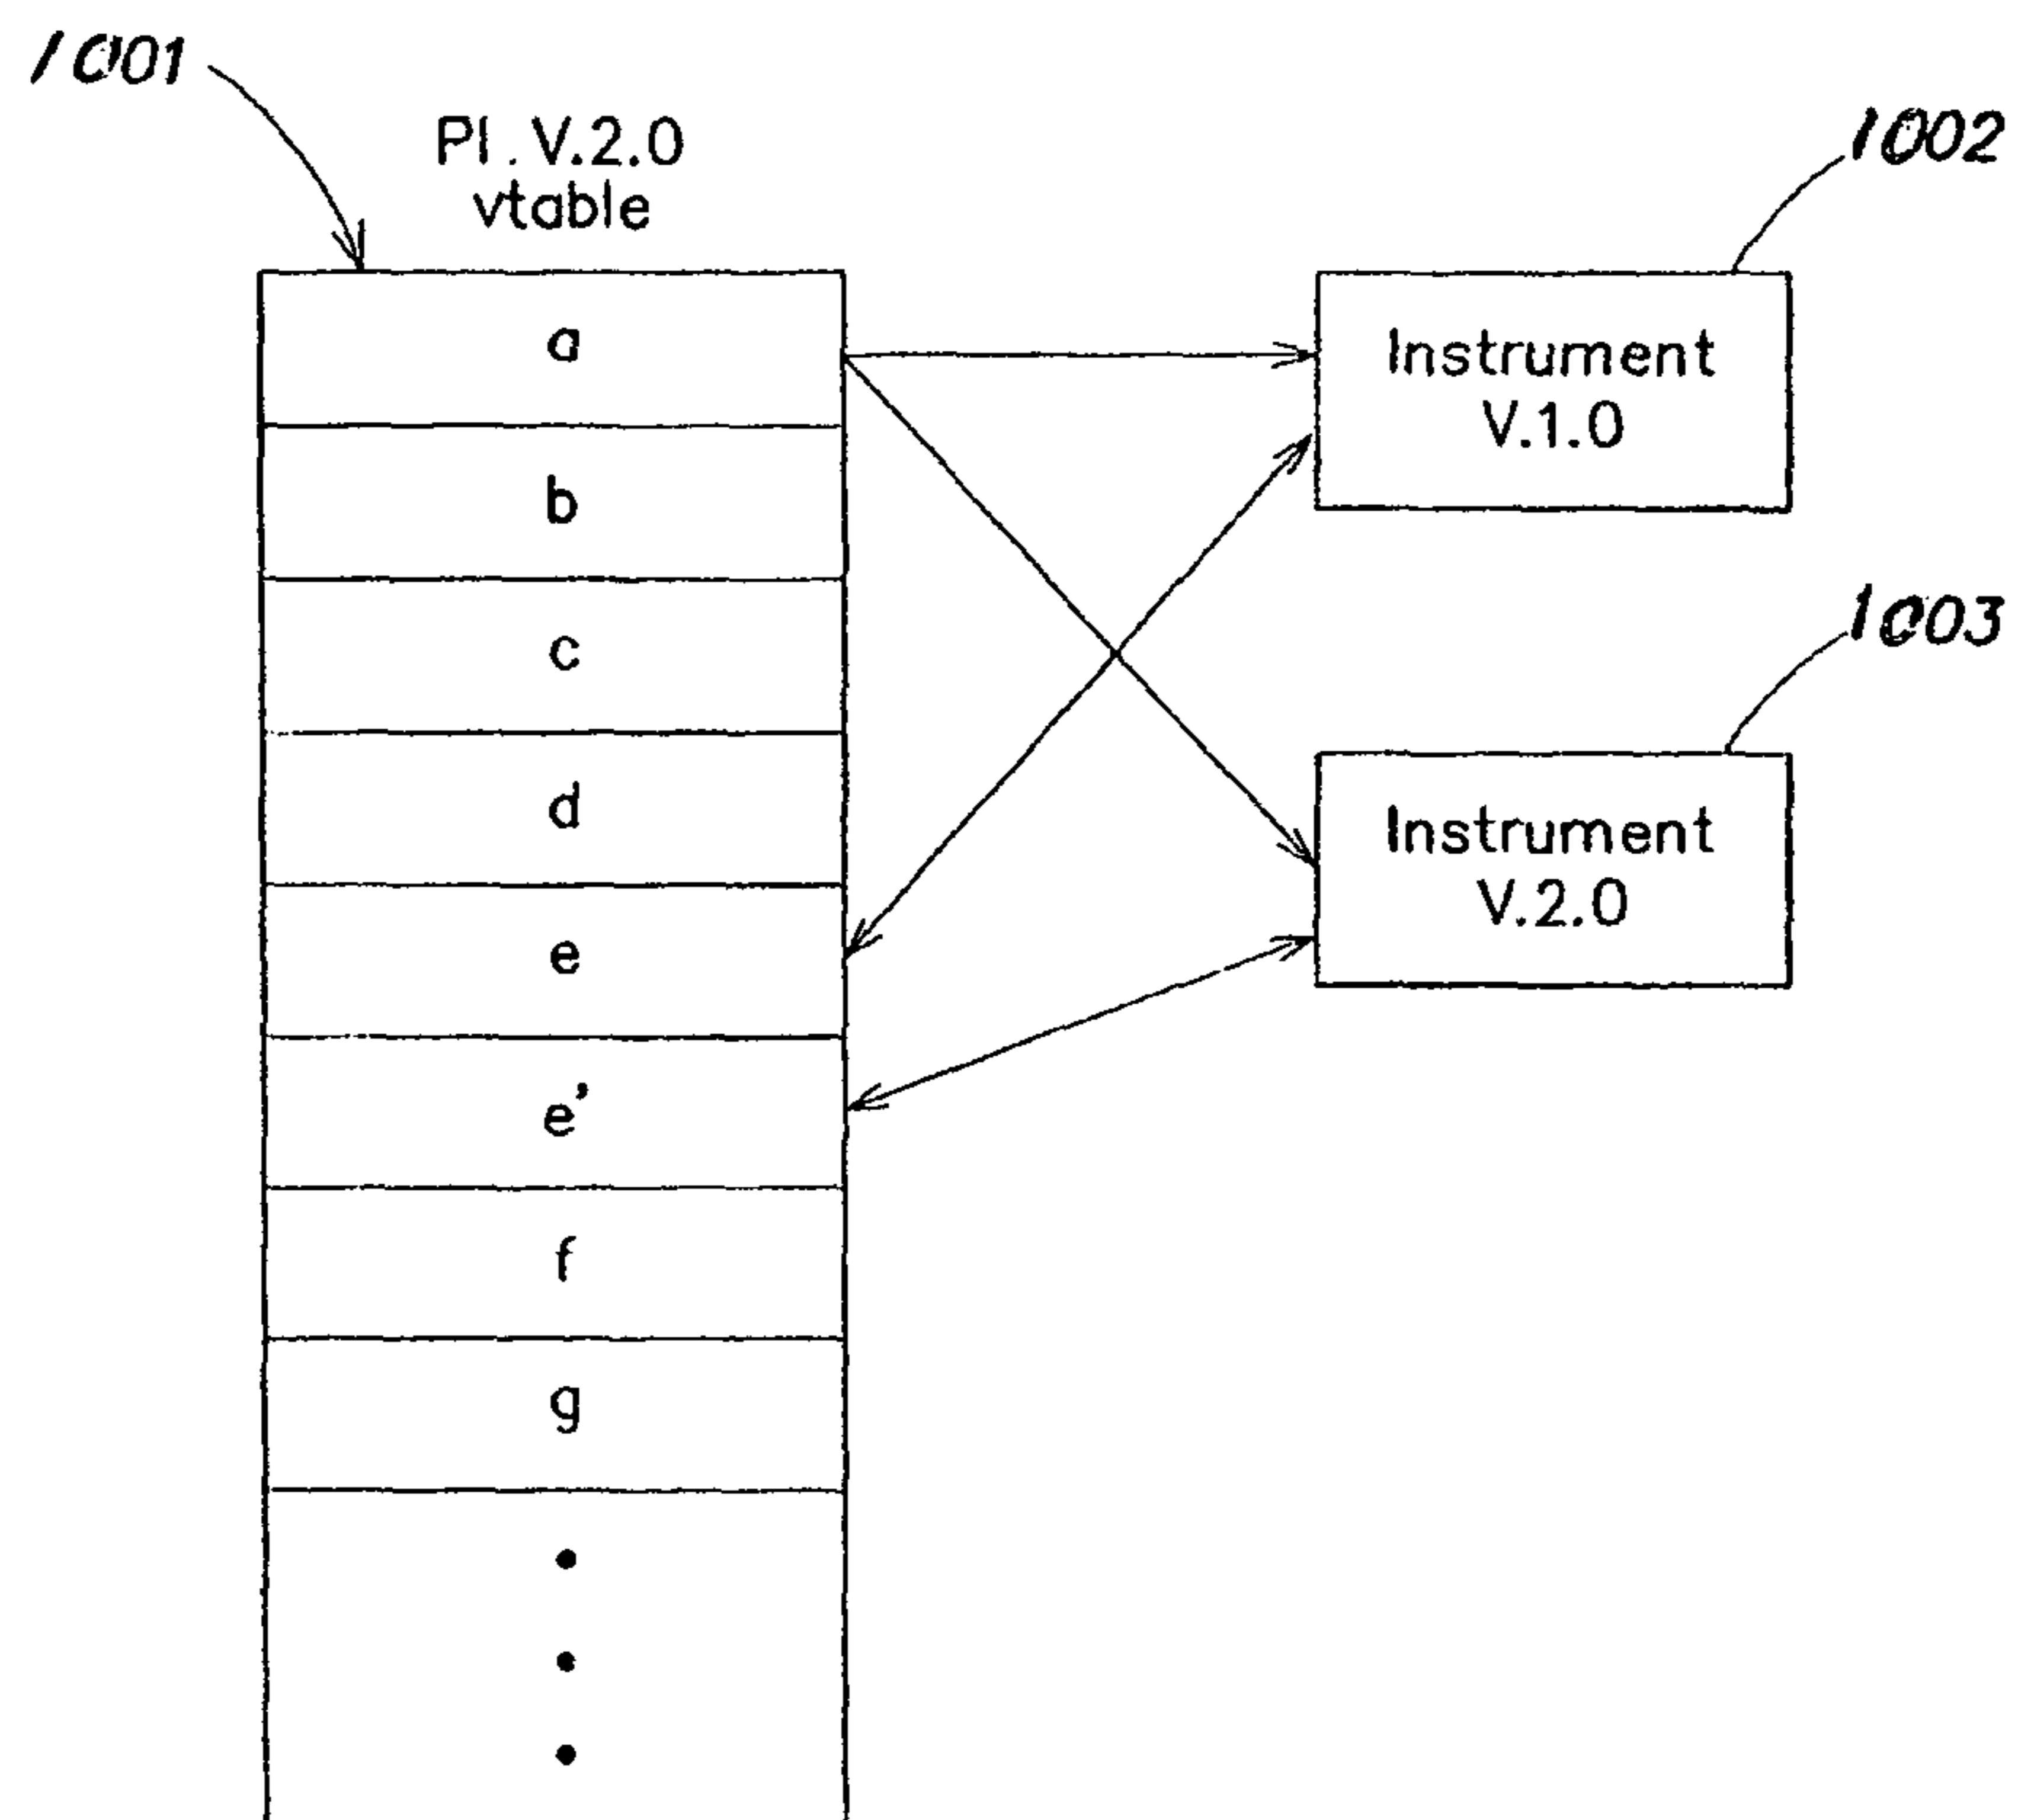 1001
PI. V.2.0
vtable
1002
a
Instrument
V.1.0
b
c
1003
d
Instrument
V.2.0
e
e'
f
g